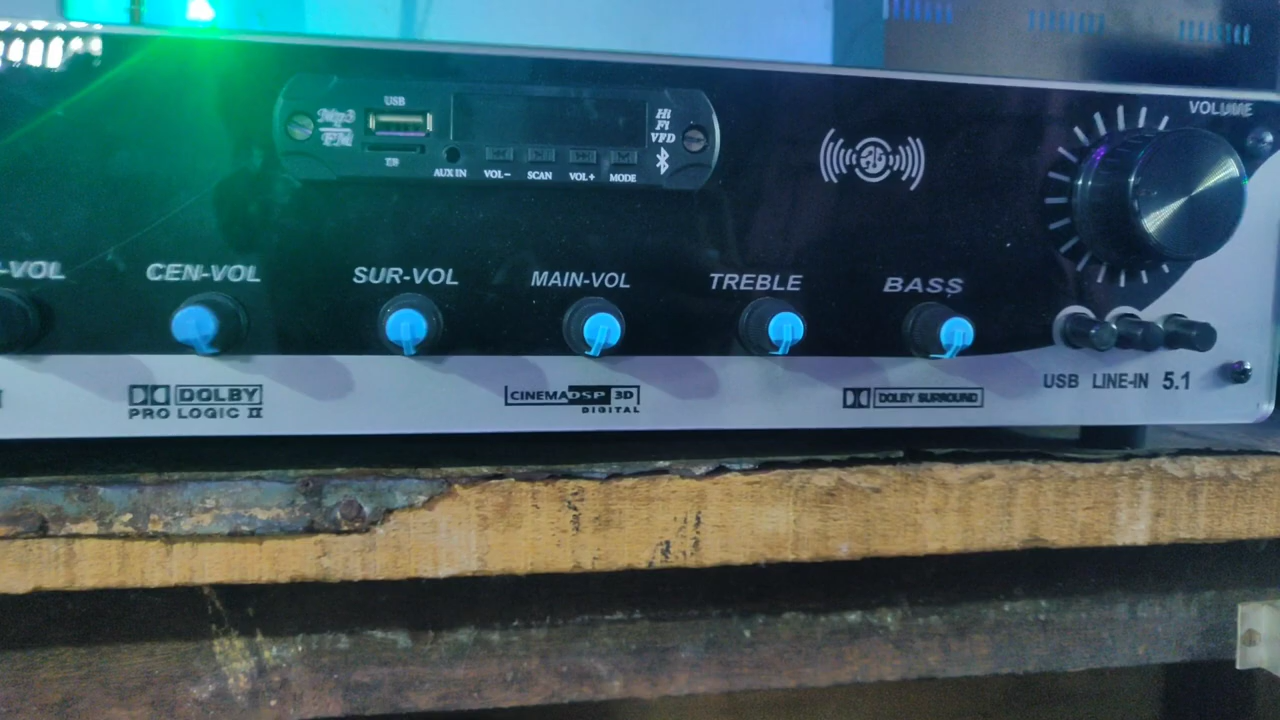 USB
Mp3
FM
TF
AUX IN
VOL−
SCAN
VOL+
MODE
Hi
Fi
VFD
VOLUME
-VOL
CEN-VOL
SUR-VOL
MAIN-VOL
TREBLE
BASS
DOLBY
PRO LOGIC II
CINEMA DSP 3D
DIGITAL
DOLBY SURROUND
USB LINE-IN 5.1